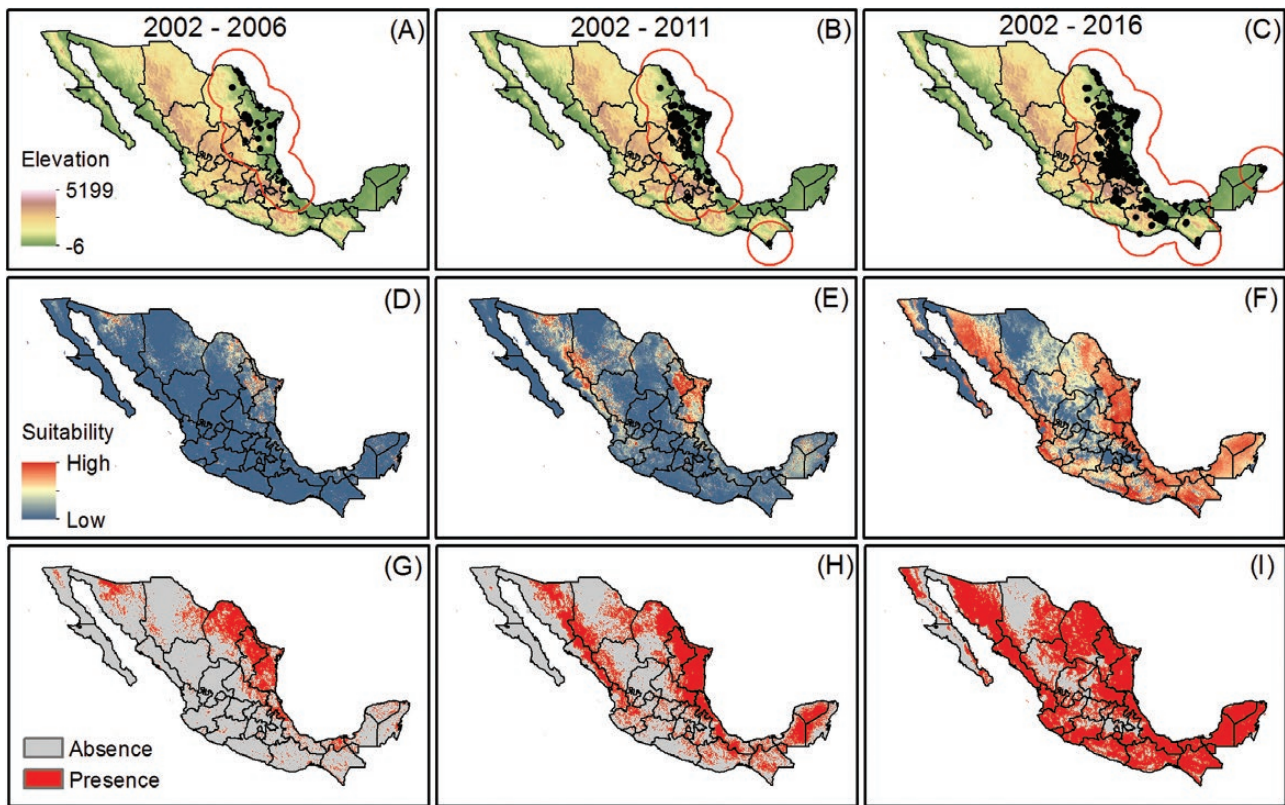 2002 - 2006
(A)
2002 - 2011
(B)
2002 - 2016
(C)
Elevation
5199
-6
(D)
(E)
(F)
Suitability
High
Low
(G)
(H)
(I)
Absence
Presence